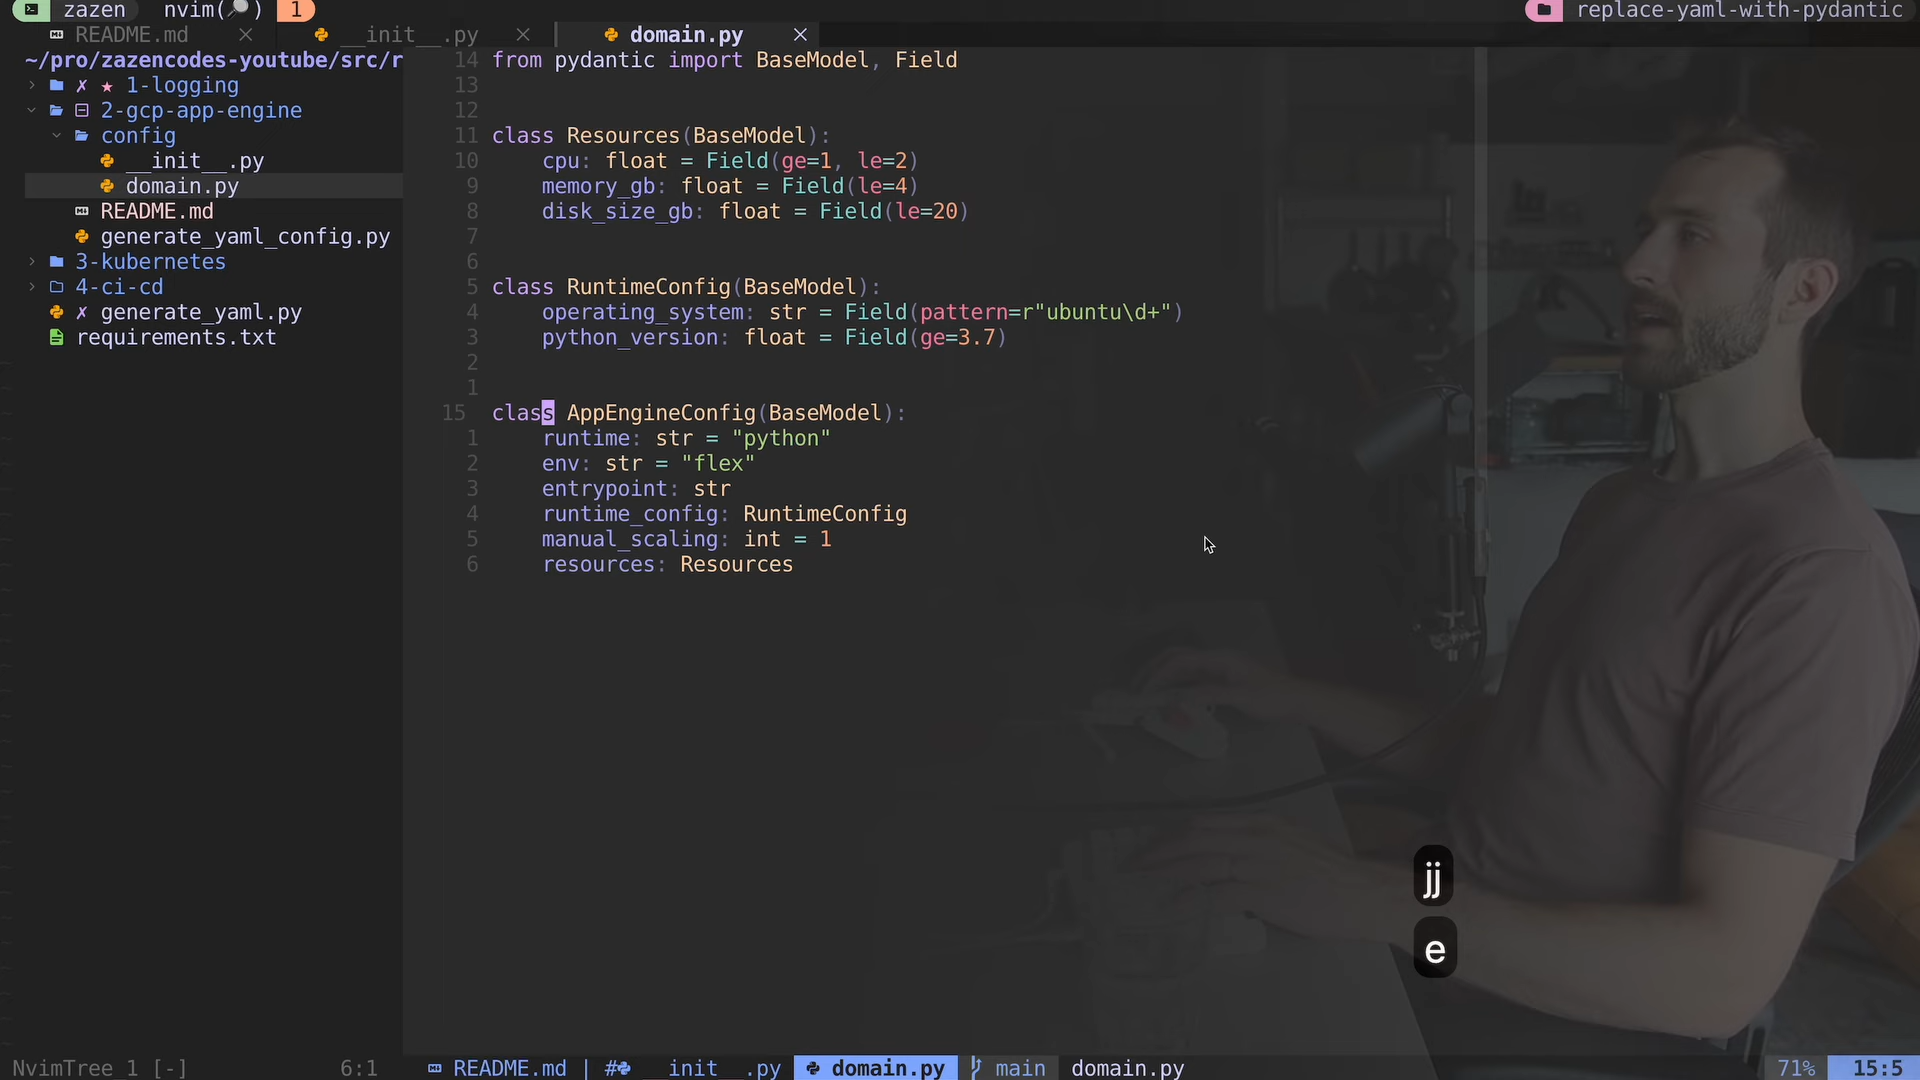 zazen nvim( ) 1 replace-yaml-with-pydantic
README.md × __init__.py × domain.py ×
~/pro/zazencodes-youtube/src/r
› ✗ ★ 1-logging
2-gcp-app-engine
config
__init__.py
domain.py
README.md
generate_yaml_config.py
› 3-kubernetes
› 4-ci-cd
✗ generate_yaml.py
requirements.txt
14 from pydantic import BaseModel, Field
13
12
11 class Resources(BaseModel):
10     cpu: float = Field(ge=1, le=2)
9     memory_gb: float = Field(le=4)
8     disk_size_gb: float = Field(le=20)
7
6
5 class RuntimeConfig(BaseModel):
4     operating_system: str = Field(pattern=r"ubuntu\d+")
3     python_version: float = Field(ge=3.7)
2
1
15 class AppEngineConfig(BaseModel):
1     runtime: str = "python"
2     env: str = "flex"
3     entrypoint: str
4     runtime_config: RuntimeConfig
5     manual_scaling: int = 1
6     resources: Resources
jj
e
NvimTree 1 [-] 6:1 README.md | # __init__.py domain.py main domain.py 71% 15:5